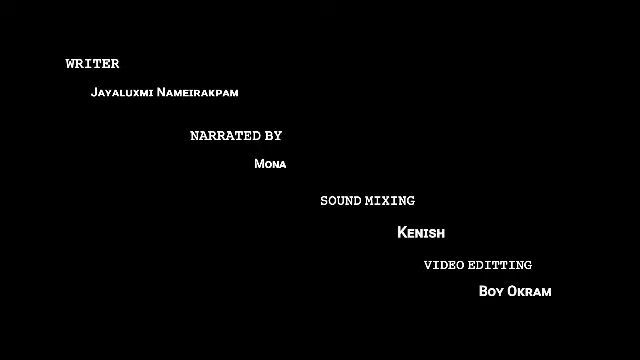 WRITER
Jayaluxmi Nameirakpam
NARRATED BY
Mona
SOUND MIXING
Kenish
VIDEO EDITTING
Boy Okram